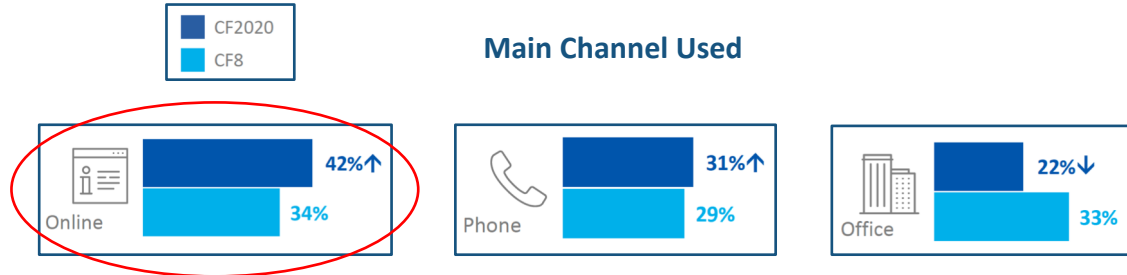 CF2020
CF8
Main Channel Used
42%↑
Online
34%
31%↑
Phone
29%
22%↓
Office
33%